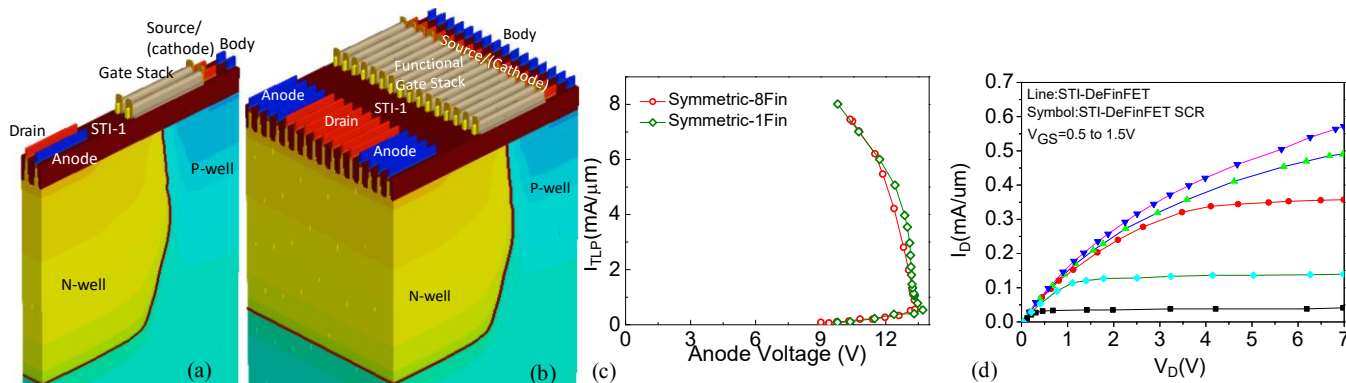 Source/
(cathode)
Body
Gate Stack
Drain
STI-1
Anode
P-well
N-well
(a)
Body
Source/(Cathode)
Functional
Gate Stack
Anode
STI-1
Drain
Anode
P-well
N-well
(b)
8
6
4
2
0
I_TLP(mA/μm)
Symmetric-8Fin
Symmetric-1Fin
0 3 6 9 12
Anode Voltage (V)
(c)
0.7
0.6
0.5
0.4
0.3
0.2
0.1
0.0
I_D(mA/um)
Line:STI-DeFinFET
Symbol:STI-DeFinFET SCR
V_GS=0.5 to 1.5V
0 1 2 3 4 5 6 7
V_D(V)
(d)